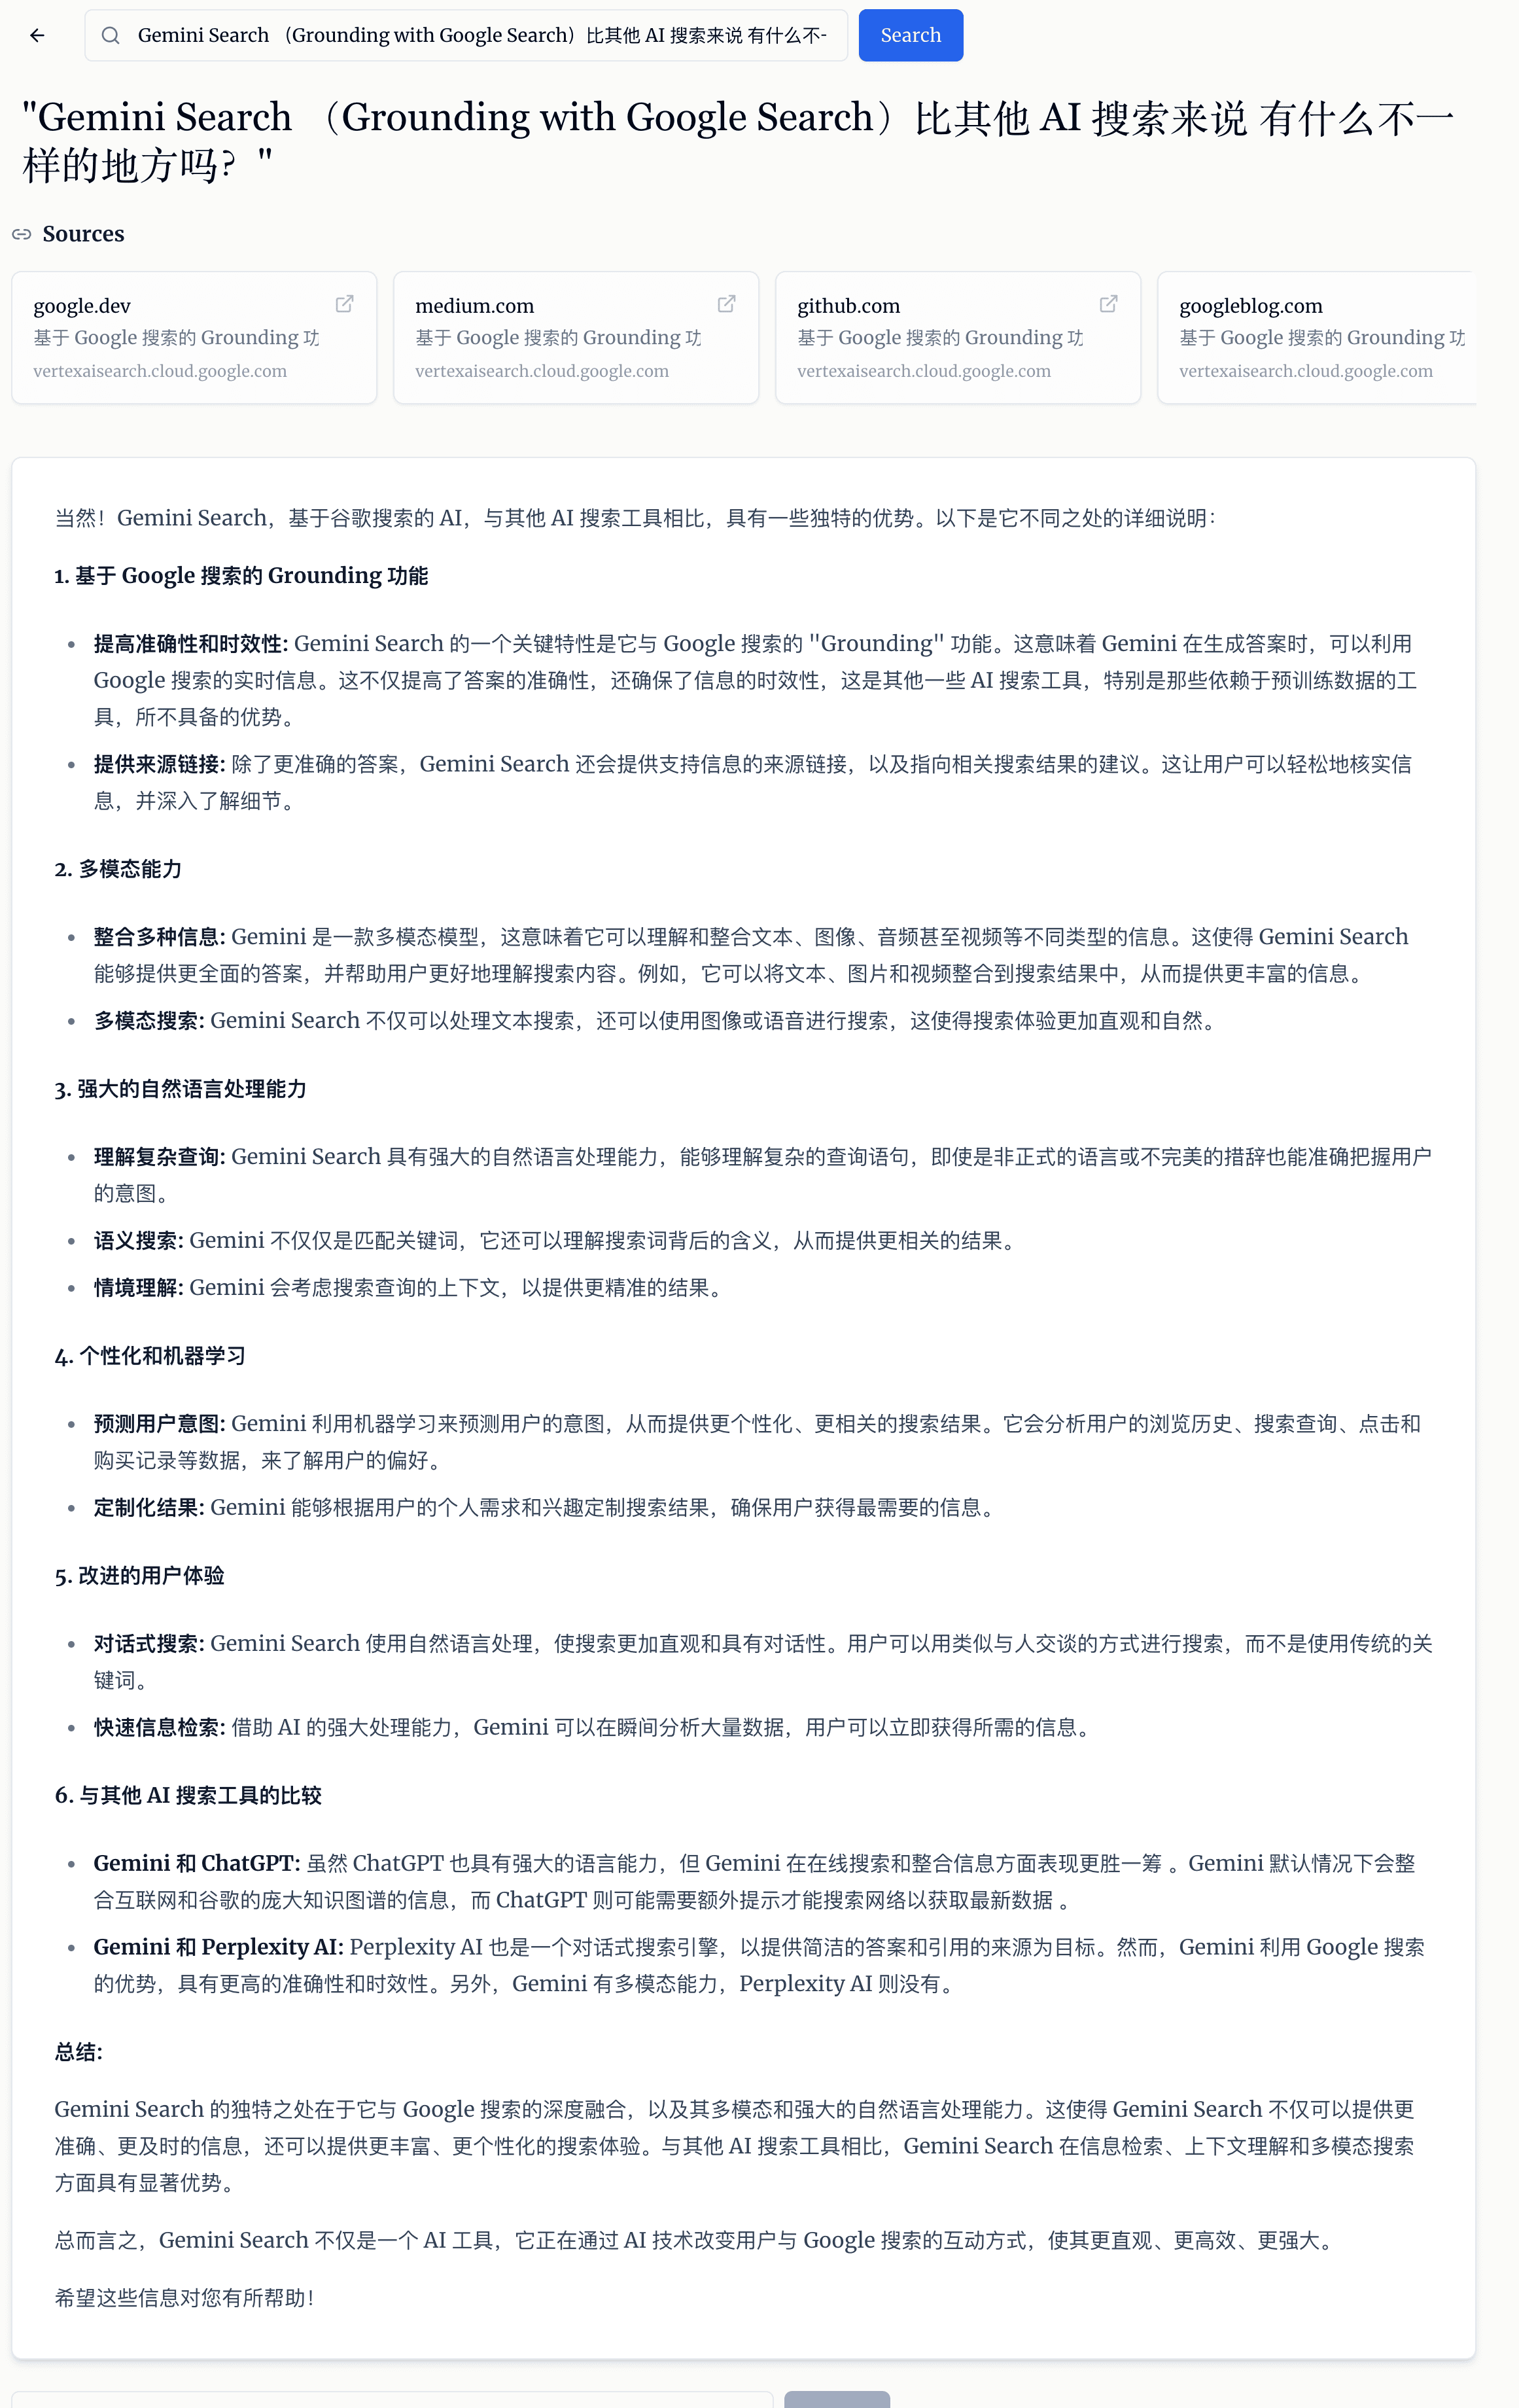 Gemini Search （Grounding with Google Search）比其他 AI 搜索来说 有什么不-
Search
"Gemini Search （Grounding with Google Search）比其他 AI 搜索来说 有什么不一
样的地方吗？"
Sources
google.dev
基于 Google 搜索的 Grounding 功
vertexaisearch.cloud.google.com
medium.com
基于 Google 搜索的 Grounding 功
vertexaisearch.cloud.google.com
github.com
基于 Google 搜索的 Grounding 功
vertexaisearch.cloud.google.com
googleblog.com
基于 Google 搜索的 Grounding 功
vertexaisearch.cloud.google.com
当然！Gemini Search，基于谷歌搜索的 AI，与其他 AI 搜索工具相比，具有一些独特的优势。以下是它不同之处的详细说明：
1. 基于 Google 搜索的 Grounding 功能
• 提高准确性和时效性: Gemini Search 的一个关键特性是它与 Google 搜索的 "Grounding" 功能。这意味着 Gemini 在生成答案时，可以利用
Google 搜索的实时信息。这不仅提高了答案的准确性，还确保了信息的时效性，这是其他一些 AI 搜索工具，特别是那些依赖于预训练数据的工
具，所不具备的优势。
• 提供来源链接: 除了更准确的答案，Gemini Search 还会提供支持信息的来源链接，以及指向相关搜索结果的建议。这让用户可以轻松地核实信
息，并深入了解细节。
2. 多模态能力
• 整合多种信息: Gemini 是一款多模态模型，这意味着它可以理解和整合文本、图像、音频甚至视频等不同类型的信息。这使得 Gemini Search
能够提供更全面的答案，并帮助用户更好地理解搜索内容。例如，它可以将文本、图片和视频整合到搜索结果中，从而提供更丰富的信息。
• 多模态搜索: Gemini Search 不仅可以处理文本搜索，还可以使用图像或语音进行搜索，这使得搜索体验更加直观和自然。
3. 强大的自然语言处理能力
• 理解复杂查询: Gemini Search 具有强大的自然语言处理能力，能够理解复杂的查询语句，即使是非正式的语言或不完美的措辞也能准确把握用户
的意图。
• 语义搜索: Gemini 不仅仅是匹配关键词，它还可以理解搜索词背后的含义，从而提供更相关的结果。
• 情境理解: Gemini 会考虑搜索查询的上下文，以提供更精准的结果。
4. 个性化和机器学习
• 预测用户意图: Gemini 利用机器学习来预测用户的意图，从而提供更个性化、更相关的搜索结果。它会分析用户的浏览历史、搜索查询、点击和
购买记录等数据，来了解用户的偏好。
• 定制化结果: Gemini 能够根据用户的个人需求和兴趣定制搜索结果，确保用户获得最需要的信息。
5. 改进的用户体验
• 对话式搜索: Gemini Search 使用自然语言处理，使搜索更加直观和具有对话性。用户可以用类似与人交谈的方式进行搜索，而不是使用传统的关
键词。
• 快速信息检索: 借助 AI 的强大处理能力，Gemini 可以在瞬间分析大量数据，用户可以立即获得所需的信息。
6. 与其他 AI 搜索工具的比较
• Gemini 和 ChatGPT: 虽然 ChatGPT 也具有强大的语言能力，但 Gemini 在在线搜索和整合信息方面表现更胜一筹 。Gemini 默认情况下会整
合互联网和谷歌的庞大知识图谱的信息，而 ChatGPT 则可能需要额外提示才能搜索网络以获取最新数据 。
• Gemini 和 Perplexity AI: Perplexity AI 也是一个对话式搜索引擎，以提供简洁的答案和引用的来源为目标。然而，Gemini 利用 Google 搜索
的优势，具有更高的准确性和时效性。另外，Gemini 有多模态能力，Perplexity AI 则没有。
总结:
Gemini Search 的独特之处在于它与 Google 搜索的深度融合，以及其多模态和强大的自然语言处理能力。这使得 Gemini Search 不仅可以提供更
准确、更及时的信息，还可以提供更丰富、更个性化的搜索体验。与其他 AI 搜索工具相比，Gemini Search 在信息检索、上下文理解和多模态搜索
方面具有显著优势。
总而言之，Gemini Search 不仅是一个 AI 工具，它正在通过 AI 技术改变用户与 Google 搜索的互动方式，使其更直观、更高效、更强大。
希望这些信息对您有所帮助！